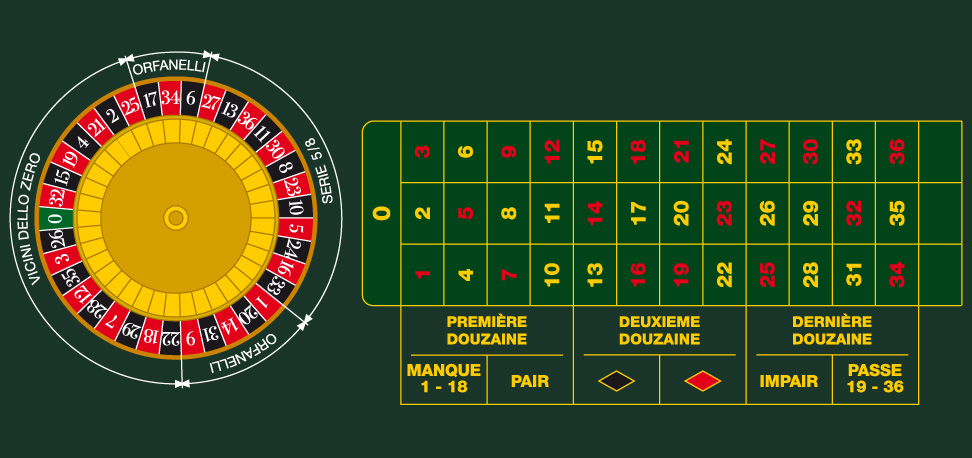 ORFANELLI
SERIE 5/8
ORFANELLI
VICINI DELLO ZERO
0 32 15 19 4 21 2 25 17 34 6 27 13 36 11 30 8 23 10 5 24 16 33 1 20 14 31 9 22 18 29 7 28 12 35 3 26
3 6 9 12 15 18 21 24 27 30 33 36
0
2 5 8 11 14 17 20 23 26 29 32 35
1 4 7 10 13 16 19 22 25 28 31 34
PREMIÈRE
DOUZAINE
DEUXIEME
DOUZAINE
DERNIÈRE
DOUZAINE
MANQUE
1 - 18
PAIR
IMPAIR
PASSE
19 - 36